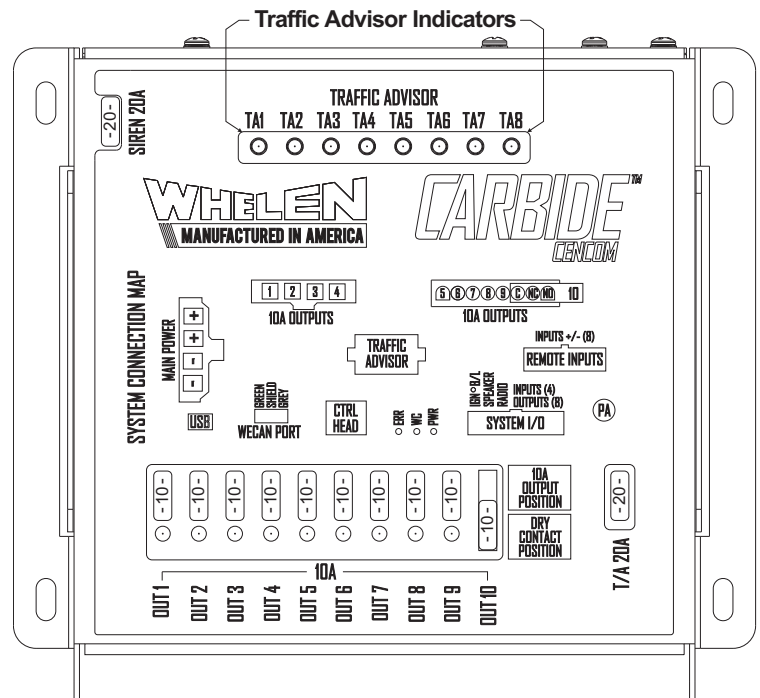 Traffic Advisor Indicators
TRAFFIC ADVISOR
TA1 TA2 TA3 TA4 TA5 TA6 TA7 TA8
-20-
SIREN 20A
WHELEN
MANUFACTURED IN AMERICA
CARBIDE™
CENCOM
SYSTEM CONNECTION MAP
MAIN POWER
+
+
-
-
1 2 3 4
10A OUTPUTS
5 6 7 8 9 C NC NO 10
10A OUTPUTS
TRAFFIC
ADVISOR
INPUTS +/- (8)
REMOTE INPUTS
USB
GREEN
SHIELD
GREY
WECAN PORT
CTRL
HEAD
ERR
WC
PWR
IGN B/L
SPEAKER
RADIO
INPUTS (4)
OUTPUTS (8)
SYSTEM I/O
PA
-10- -10- -10- -10- -10- -10- -10- -10- -10- -10-
10A
OUTPUT
POSITION
DRY
CONTACT
POSITION
-20-
T/A 20A
10A
OUT 1 OUT 2 OUT 3 OUT 4 OUT 5 OUT 6 OUT 7 OUT 8 OUT 9 OUT 10